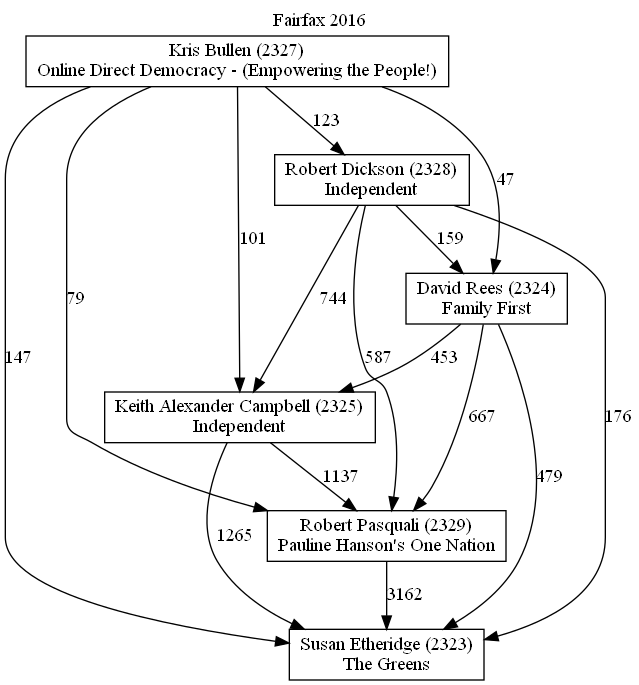 Fairfax 2016
Kris Bullen (2327)
Online Direct Democracy - (Empowering the People!)
123
Robert Dickson (2328)
Independent
47
101
159
David Rees (2324)
Family First
79
744
147
587
453
Keith Alexander Campbell (2325)
Independent
667
176
1137
479
1265
Robert Pasquali (2329)
Pauline Hanson's One Nation
3162
Susan Etheridge (2323)
The Greens